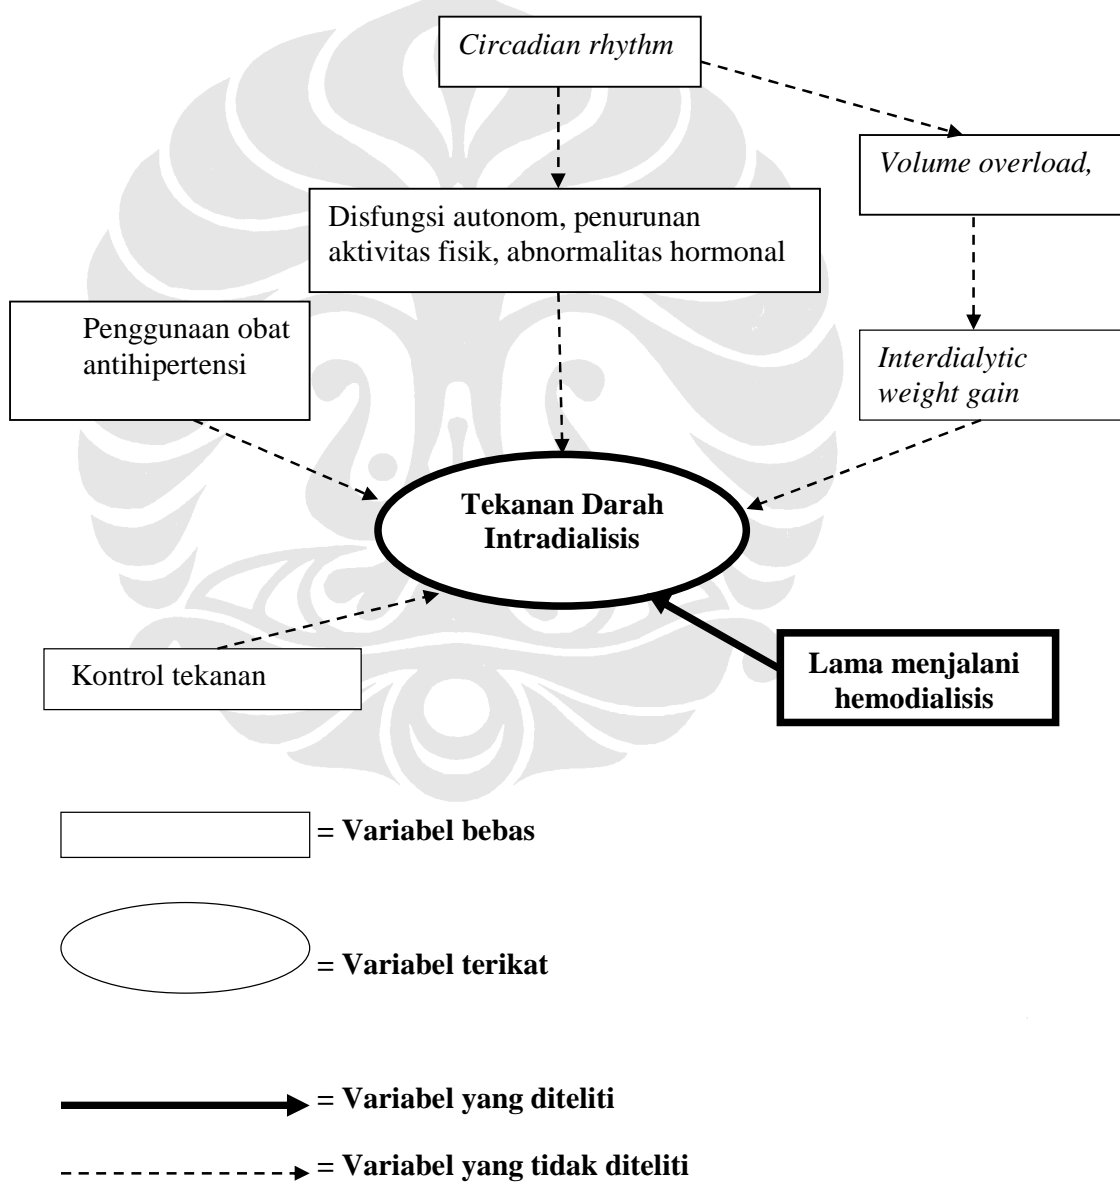 Circadian rhythm
Volume overload,
Disfungsi autonom, penurunan
aktivitas fisik, abnormalitas hormonal
Penggunaan obat
antihipertensi
Interdialytic
weight gain
Tekanan Darah
Intradialisis
Kontrol tekanan
Lama menjalani
hemodialisis
= Variabel bebas
= Variabel terikat
= Variabel yang diteliti
= Variabel yang tidak diteliti